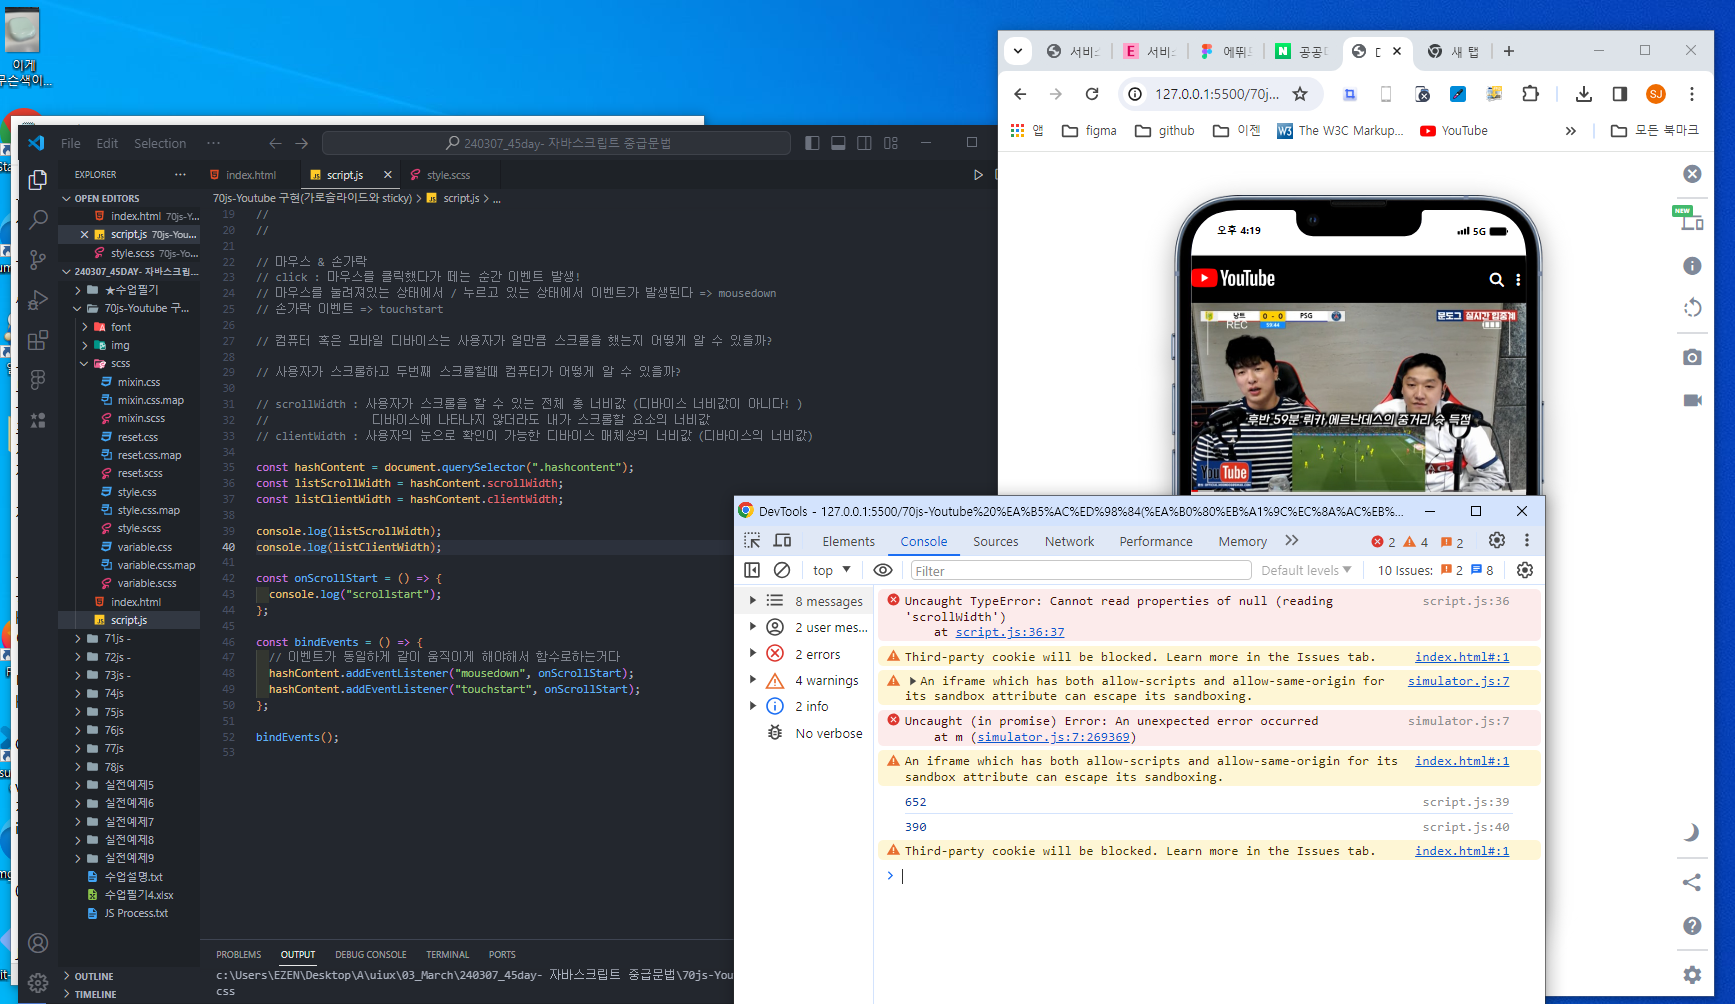 이게
무슨색이...
File Edit Selection ...
240307_45day- 자바스크립트 중급문법
EXPLORER
index.html
script.js
style.scss
70js-Youtube 구현(가로슬라이드와 sticky) > script.js > ...
OPEN EDITORS
index.html 70js-Y...
script.js 70js-You...
style.scss 70js-Yo...
240307_45DAY- 자바스크립...
★수업필기
70js-Youtube 구...
font
img
scss
mixin.css
mixin.css.map
mixin.scss
reset.css
reset.css.map
reset.scss
style.css
style.css.map
style.scss
variable.css
variable.css.map
variable.scss
index.html
script.js
71js -
72js -
73js -
74js
75js
76js
77js
78js
실전예제5
실전예제6
실전예제7
실전예제8
실전예제9
수업설명.txt
수업필기4.xlsx
JS Process.txt
OUTLINE
TIMELINE
19 //
20 //
21
22 // 마우스 & 손가락
23 // click : 마우스를 클릭했다가 떼는 순간 이벤트 발생!
24 // 마우스를 눌려져있는 상태에서 / 누르고 있는 상태에서 이벤트가 발생된다 => mousedown
25 // 손가락 이벤트 => touchstart
26
27 // 컴퓨터 혹은 모바일 디바이스는 사용자가 얼만큼 스크롤을 했는지 어떻게 알 수 있을까?
28
29 // 사용자가 스크롤하고 두번째 스크롤할때 컴퓨터가 어떻게 알 수 있을까?
30
31 // scrollWidth : 사용자가 스크롤을 할 수 있는 전체 총 너비값 (디바이스 너비값이 아니다! )
32 // 디바이스에 나타나지 않더라도 내가 스크롤할 요소의 너비값
33 // clientWidth : 사용자의 눈으로 확인이 가능한 디바이스 매체상의 너비값 (디바이스의 너비값)
34
35 const hashContent = document.querySelector(".hashcontent");
36 const listScrollWidth = hashContent.scrollWidth;
37 const listClientWidth = hashContent.clientWidth;
38
39 console.log(listScrollWidth);
40 console.log(listClientWidth);
41
42 const onScrollStart = () => {
43 console.log("scrollstart");
44 };
45
46 const bindEvents = () => {
47 // 이벤트가 동일하게 같이 움직이게 해야해서 함수로하는거다
48 hashContent.addEventListener("mousedown", onScrollStart);
49 hashContent.addEventListener("touchstart", onScrollStart);
50 };
51
52 bindEvents();
53
PROBLEMS OUTPUT DEBUG CONSOLE TERMINAL PORTS
c:\Users\EZEN\Desktop\A\uiux\03_March\240307_45day- 자바스크립트 중급문법\70js-You
css
서비스 서비스 에뛰드 공공 새 탭
127.0.0.1:5500/70j...
SJ
앱 figma github 이젠 The W3C Markup... YouTube » 모든 북마크
NEW
오후 4:19 5G
YouTube
낭트 0 - 0 PSG
59:44
REC
문도그 실시간 입중계
후반 59분 뤼카,에르난데스의 중거리 슛 득점
YouTube
DevTools - 127.0.0.1:5500/70js-Youtube%20%EA%B5%AC%ED%98%84(%EA%B0%80%EB%A1%9C%EC%8A%AC%EB%...
Elements Console Sources Network Performance Memory » 2 4 2
top Filter Default levels 10 Issues: 2 8
8 messages
2 user mes...
2 errors
4 warnings
2 info
No verbose
Uncaught TypeError: Cannot read properties of null (reading script.js:36
'scrollWidth')
at script.js:36:37
Third-party cookie will be blocked. Learn more in the Issues tab. index.html#:1
An iframe which has both allow-scripts and allow-same-origin for simulator.js:7
its sandbox attribute can escape its sandboxing.
Uncaught (in promise) Error: An unexpected error occurred simulator.js:7
at m (simulator.js:7:269369)
An iframe which has both allow-scripts and allow-same-origin for its index.html#:1
sandbox attribute can escape its sandboxing.
652 script.js:39
390 script.js:40
Third-party cookie will be blocked. Learn more in the Issues tab. index.html#:1